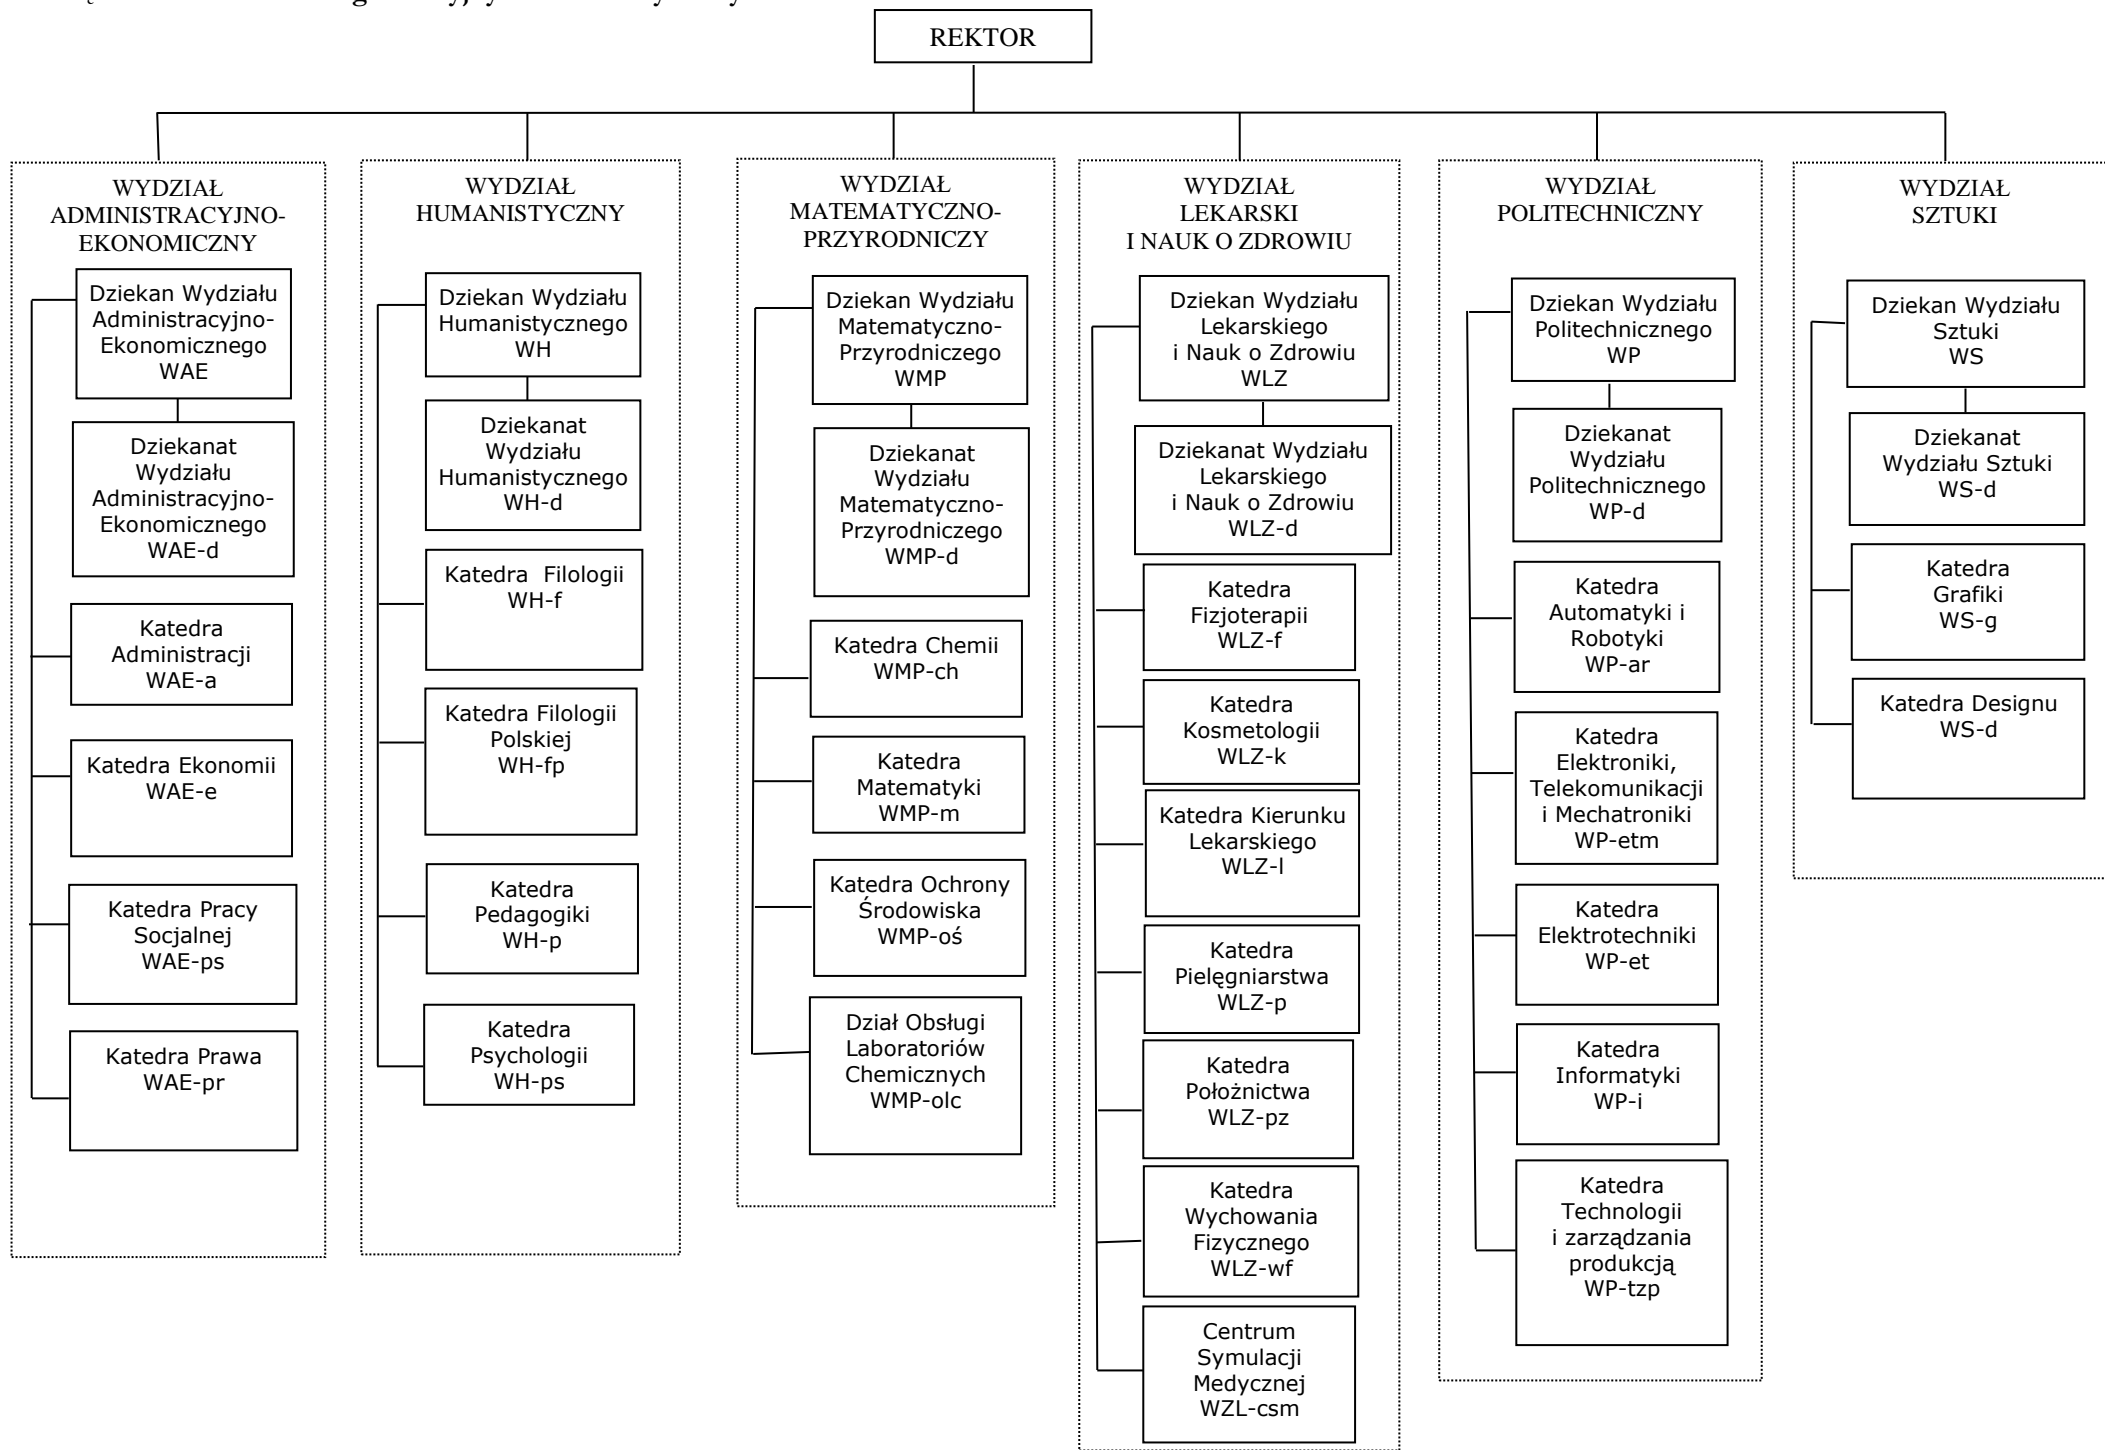 REKTOR
WYDZIAŁ
ADMINISTRACYJNO-
EKONOMICZNY
Dziekan Wydziału
Administracyjno-
Ekonomicznego
WAE
Dziekanat
Wydziału
Administracyjno-
Ekonomicznego
WAE-d
Katedra
Administracji
WAE-a
Katedra Ekonomii
WAE-e
Katedra Pracy
Socjalnej
WAE-ps
Katedra Prawa
WAE-pr
WYDZIAŁ
HUMANISTYCZNY
Dziekan Wydziału
Humanistycznego
WH
Dziekanat
Wydziału
Humanistycznego
WH-d
Katedra Filologii
WH-f
Katedra Filologii
Polskiej
WH-fp
Katedra
Pedagogiki
WH-p
Katedra
Psychologii
WH-ps
WYDZIAŁ
MATEMATYCZNO-
PRZYRODNICZY
Dziekan Wydziału
Matematyczno-
Przyrodniczego
WMP
Dziekanat
Wydziału
Matematyczno-
Przyrodniczego
WMP-d
Katedra Chemii
WMP-ch
Katedra
Matematyki
WMP-m
Katedra Ochrony
Środowiska
WMP-oś
Dział Obsługi
Laboratoriów
Chemicznych
WMP-olc
WYDZIAŁ
LEKARSKI
I NAUK O ZDROWIU
Dziekan Wydziału
Lekarskiego
i Nauk o Zdrowiu
WLZ
Dziekanat Wydziału
Lekarskiego
i Nauk o Zdrowiu
WLZ-d
Katedra
Fizjoterapii
WLZ-f
Katedra
Kosmetologii
WLZ-k
Katedra Kierunku
Lekarskiego
WLZ-l
Katedra
Pielęgniarstwa
WLZ-p
Katedra
Położnictwa
WLZ-pz
Katedra
Wychowania
Fizycznego
WLZ-wf
Centrum
Symulacji
Medycznej
WZL-csm
WYDZIAŁ
POLITECHNICZNY
Dziekan Wydziału
Politechnicznego
WP
Dziekanat
Wydziału
Politechnicznego
WP-d
Katedra
Automatyki i
Robotyki
WP-ar
Katedra
Elektroniki,
Telekomunikacji
i Mechatroniki
WP-etm
Katedra
Elektrotechniki
WP-et
Katedra
Informatyki
WP-i
Katedra
Technologii
i zarządzania
produkcją
WP-tzp
WYDZIAŁ
SZTUKI
Dziekan Wydziału
Sztuki
WS
Dziekanat
Wydziału Sztuki
WS-d
Katedra
Grafiki
WS-g
Katedra Designu
WS-d